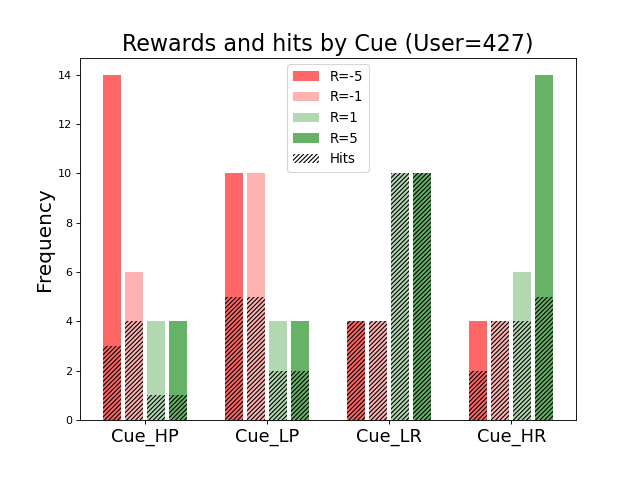 Rewards and hits by Cue (User=427)
R=-5
R=-1
R=1
R=5
Hits
Frequency
14
12
10
8
6
4
2
0
Cue_HP
Cue_LP
Cue_LR
Cue_HR